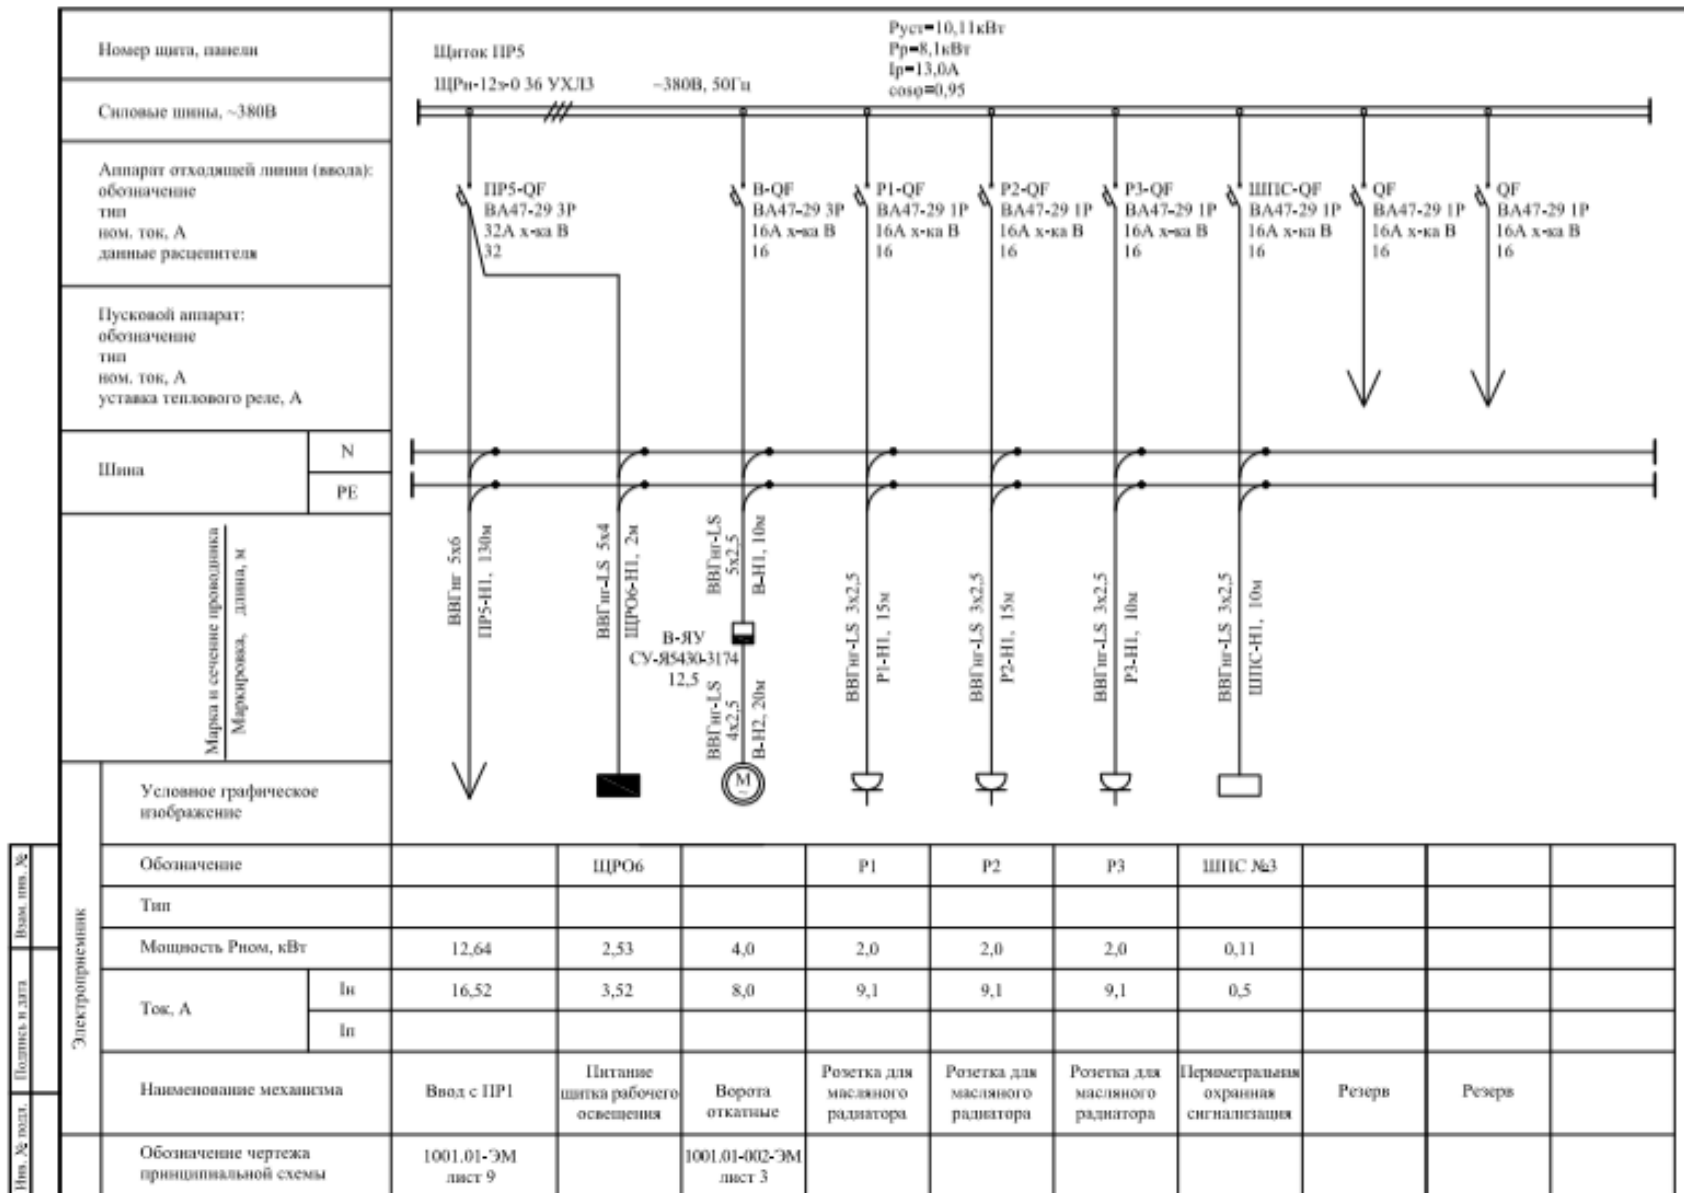 Номер щита, панели
Щиток ПР5
ЩРн-12з-0 36 УХЛ3
~380В, 50Гц
Руст=10,11кВт
Рр=8,1кВт
Iр=13,0А
cosφ=0,95
Силовые шины, ~380В
Аппарат отходящей линии (ввода):
обозначение
тип
ном. ток, А
данные расцепителя
ПР5-QF
ВА47-29 3Р
32А х-ка В
32
В-QF
ВА47-29 3Р
16А х-ка В
16
Р1-QF
ВА47-29 1Р
16А х-ка В
16
Р2-QF
ВА47-29 1Р
16А х-ка В
16
Р3-QF
ВА47-29 1Р
16А х-ка В
16
ШПС-QF
ВА47-29 1Р
16А х-ка В
16
QF
ВА47-29 1Р
16А х-ка В
16
QF
ВА47-29 1Р
16А х-ка В
16
Пусковой аппарат:
обозначение
тип
ном. ток, А
уставка теплового реле, А
Шина
N
РЕ
Марка и сечение проводника
Маркировка, длина, м
ВВГнг 5х6
ПР5-Н1, 130м
ВВГнг-LS 5х4
ЩРО6-Н1, 2м
ВВГнг-LS
5х2,5
В-Н1, 10м
В-ЯУ
СУ-Я5430-3174
12,5
ВВГнг-LS
4х2,5
В-Н2, 20м
ВВГнг-LS 3х2,5
Р1-Н1, 15м
ВВГнг-LS 3х2,5
Р2-Н1, 15м
ВВГнг-LS 3х2,5
Р3-Н1, 10м
ВВГнг-LS 3х2,5
ШПС-Н1, 10м
Электроприемник
Условное графическое
изображение
М
~
Обозначение
ЩРО6
Р1
Р2
Р3
ШПС №3
Тип
Мощность Рном, кВт
12,64
2,53
4,0
2,0
2,0
2,0
0,11
Ток, А
Iн
16,52
3,52
8,0
9,1
9,1
9,1
0,5
Iп
Наименование механизма
Ввод с ПР1
Питание
щитка рабочего
освещения
Ворота
откатные
Розетка для
масляного
радиатора
Розетка для
масляного
радиатора
Розетка для
масляного
радиатора
Периметральная
охранная
сигнализация
Резерв
Резерв
Обозначение чертежа
принципиальной схемы
1001.01-ЭМ
лист 9
1001.01-002-ЭМ
лист 3
Взам. инв. №
Подпись и дата
Инв. № подл.